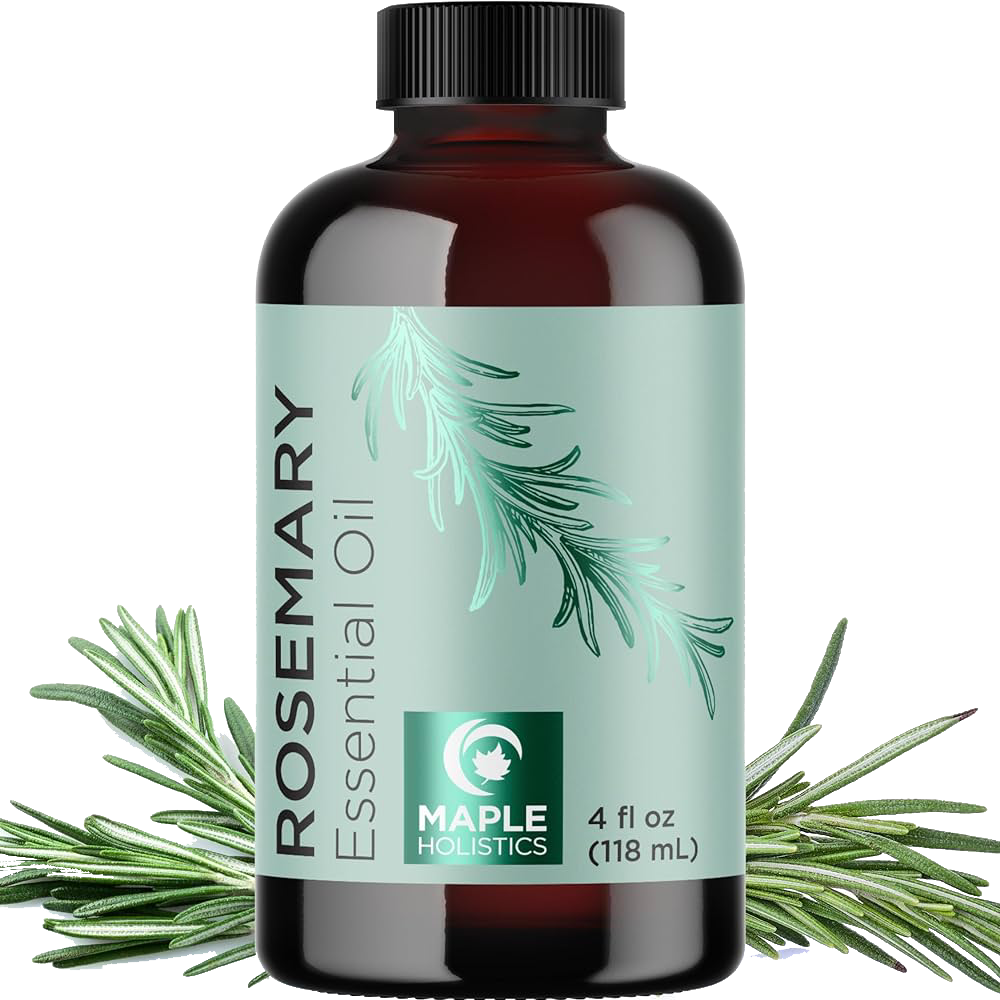 ROSEMARY
Essential Oil
MAPLE
HOLISTICS
4 fl oz
(118 mL)